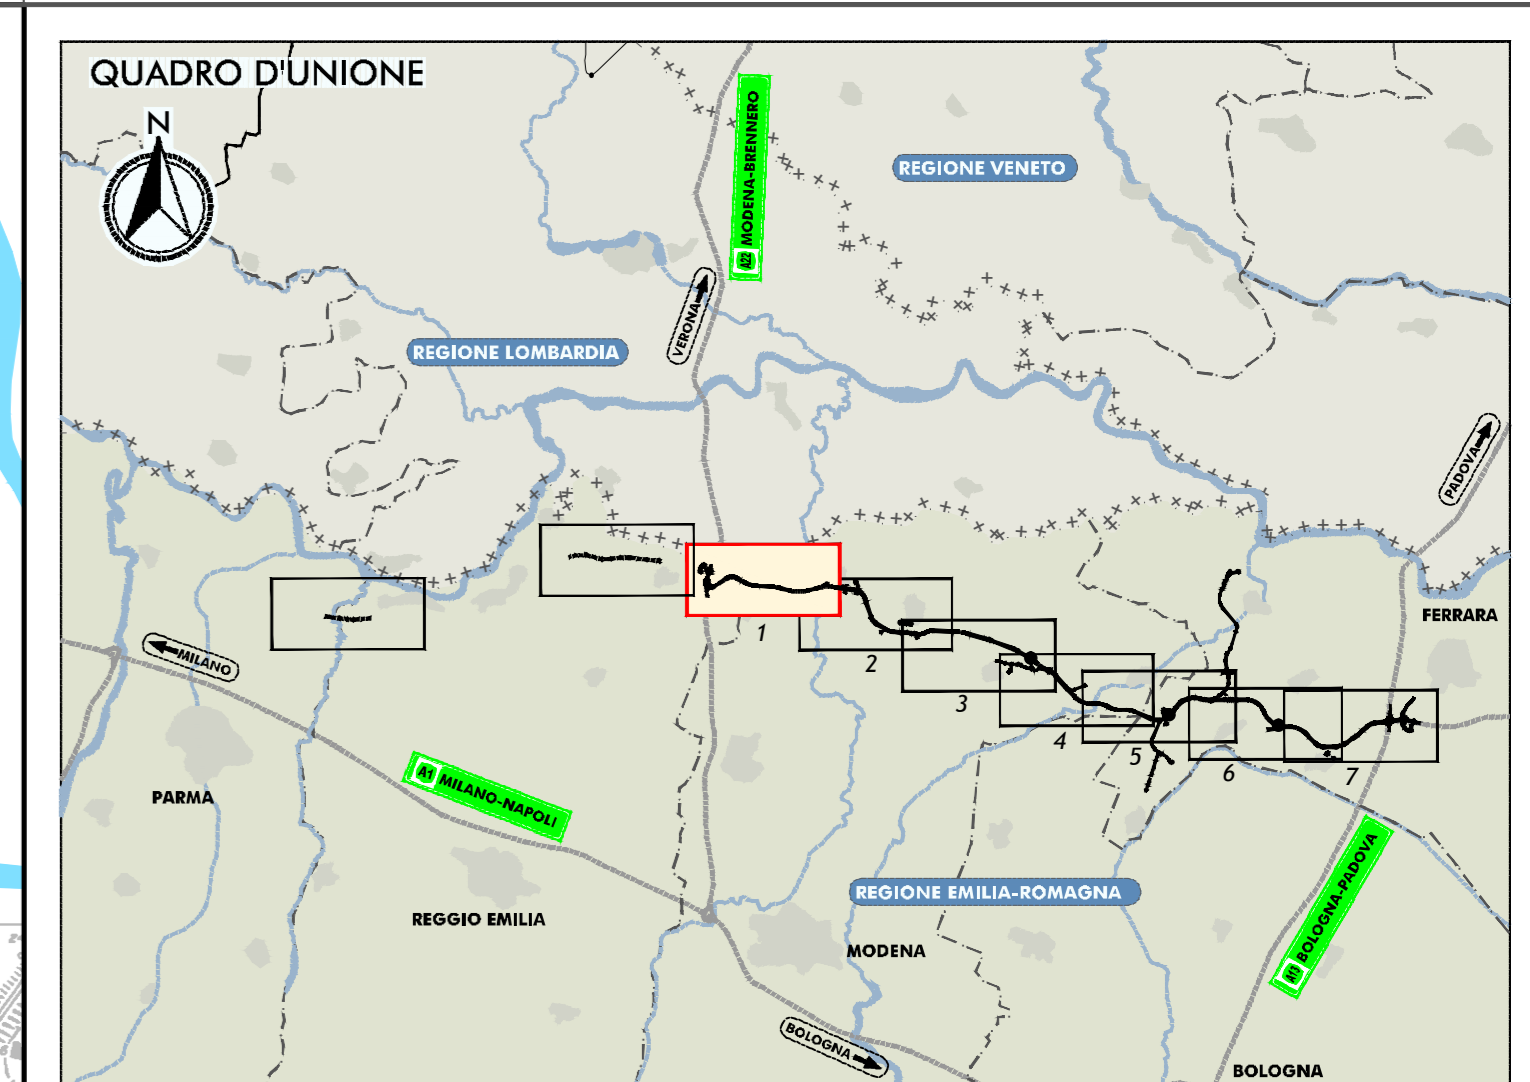 QUADRO D'UNIONE
N
A22 MODENA-BRENNERO
REGIONE VENETO
VERONA
REGIONE LOMBARDIA
PADOVA
FERRARA
1
MILANO
2
3
4
5
6
7
A1 MILANO-NAPOLI
PARMA
A13 BOLOGNA-PADOVA
REGIONE EMILIA-ROMAGNA
REGGIO EMILIA
MODENA
BOLOGNA
BOLOGNA